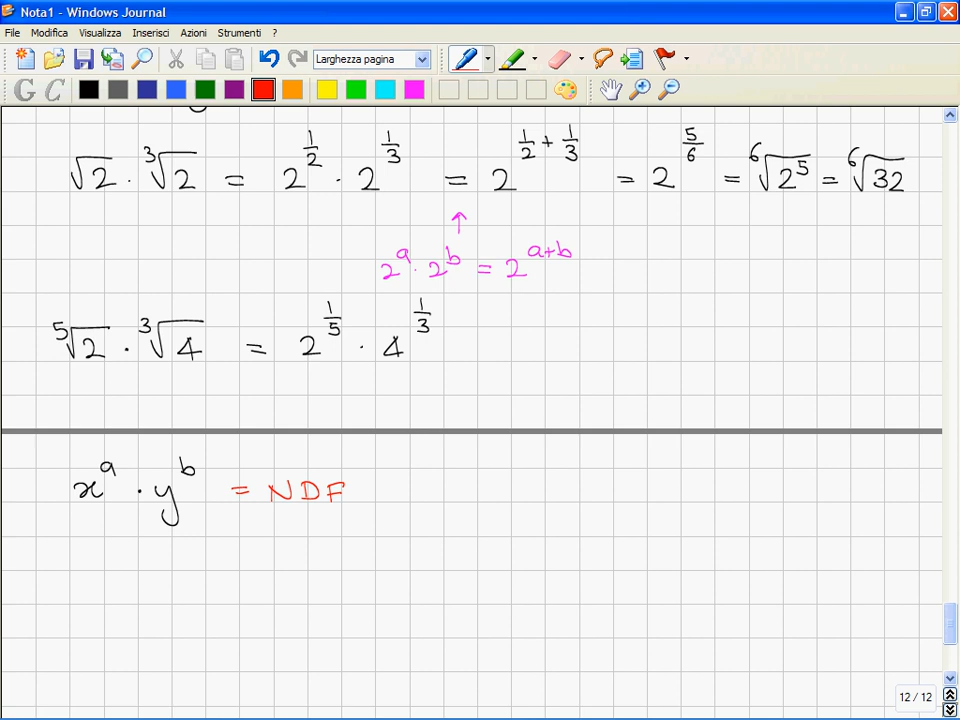 Nota1 - Windows Journal
File Modifica Visualizza Inserisci Azioni Strumenti ?
Larghezza pagina
G C
√2 · ∛2 = 2^(1/2) · 2^(1/3) = 2^(1/2 + 1/3) = 2^(5/6) = ⁶√2^5 = ⁶√32
↑
2^a · 2^b = 2^(a+b)
⁵√2 · ³√4 = 2^(1/5) · 4^(1/3)
x^a · y^b = NDF
12 / 12